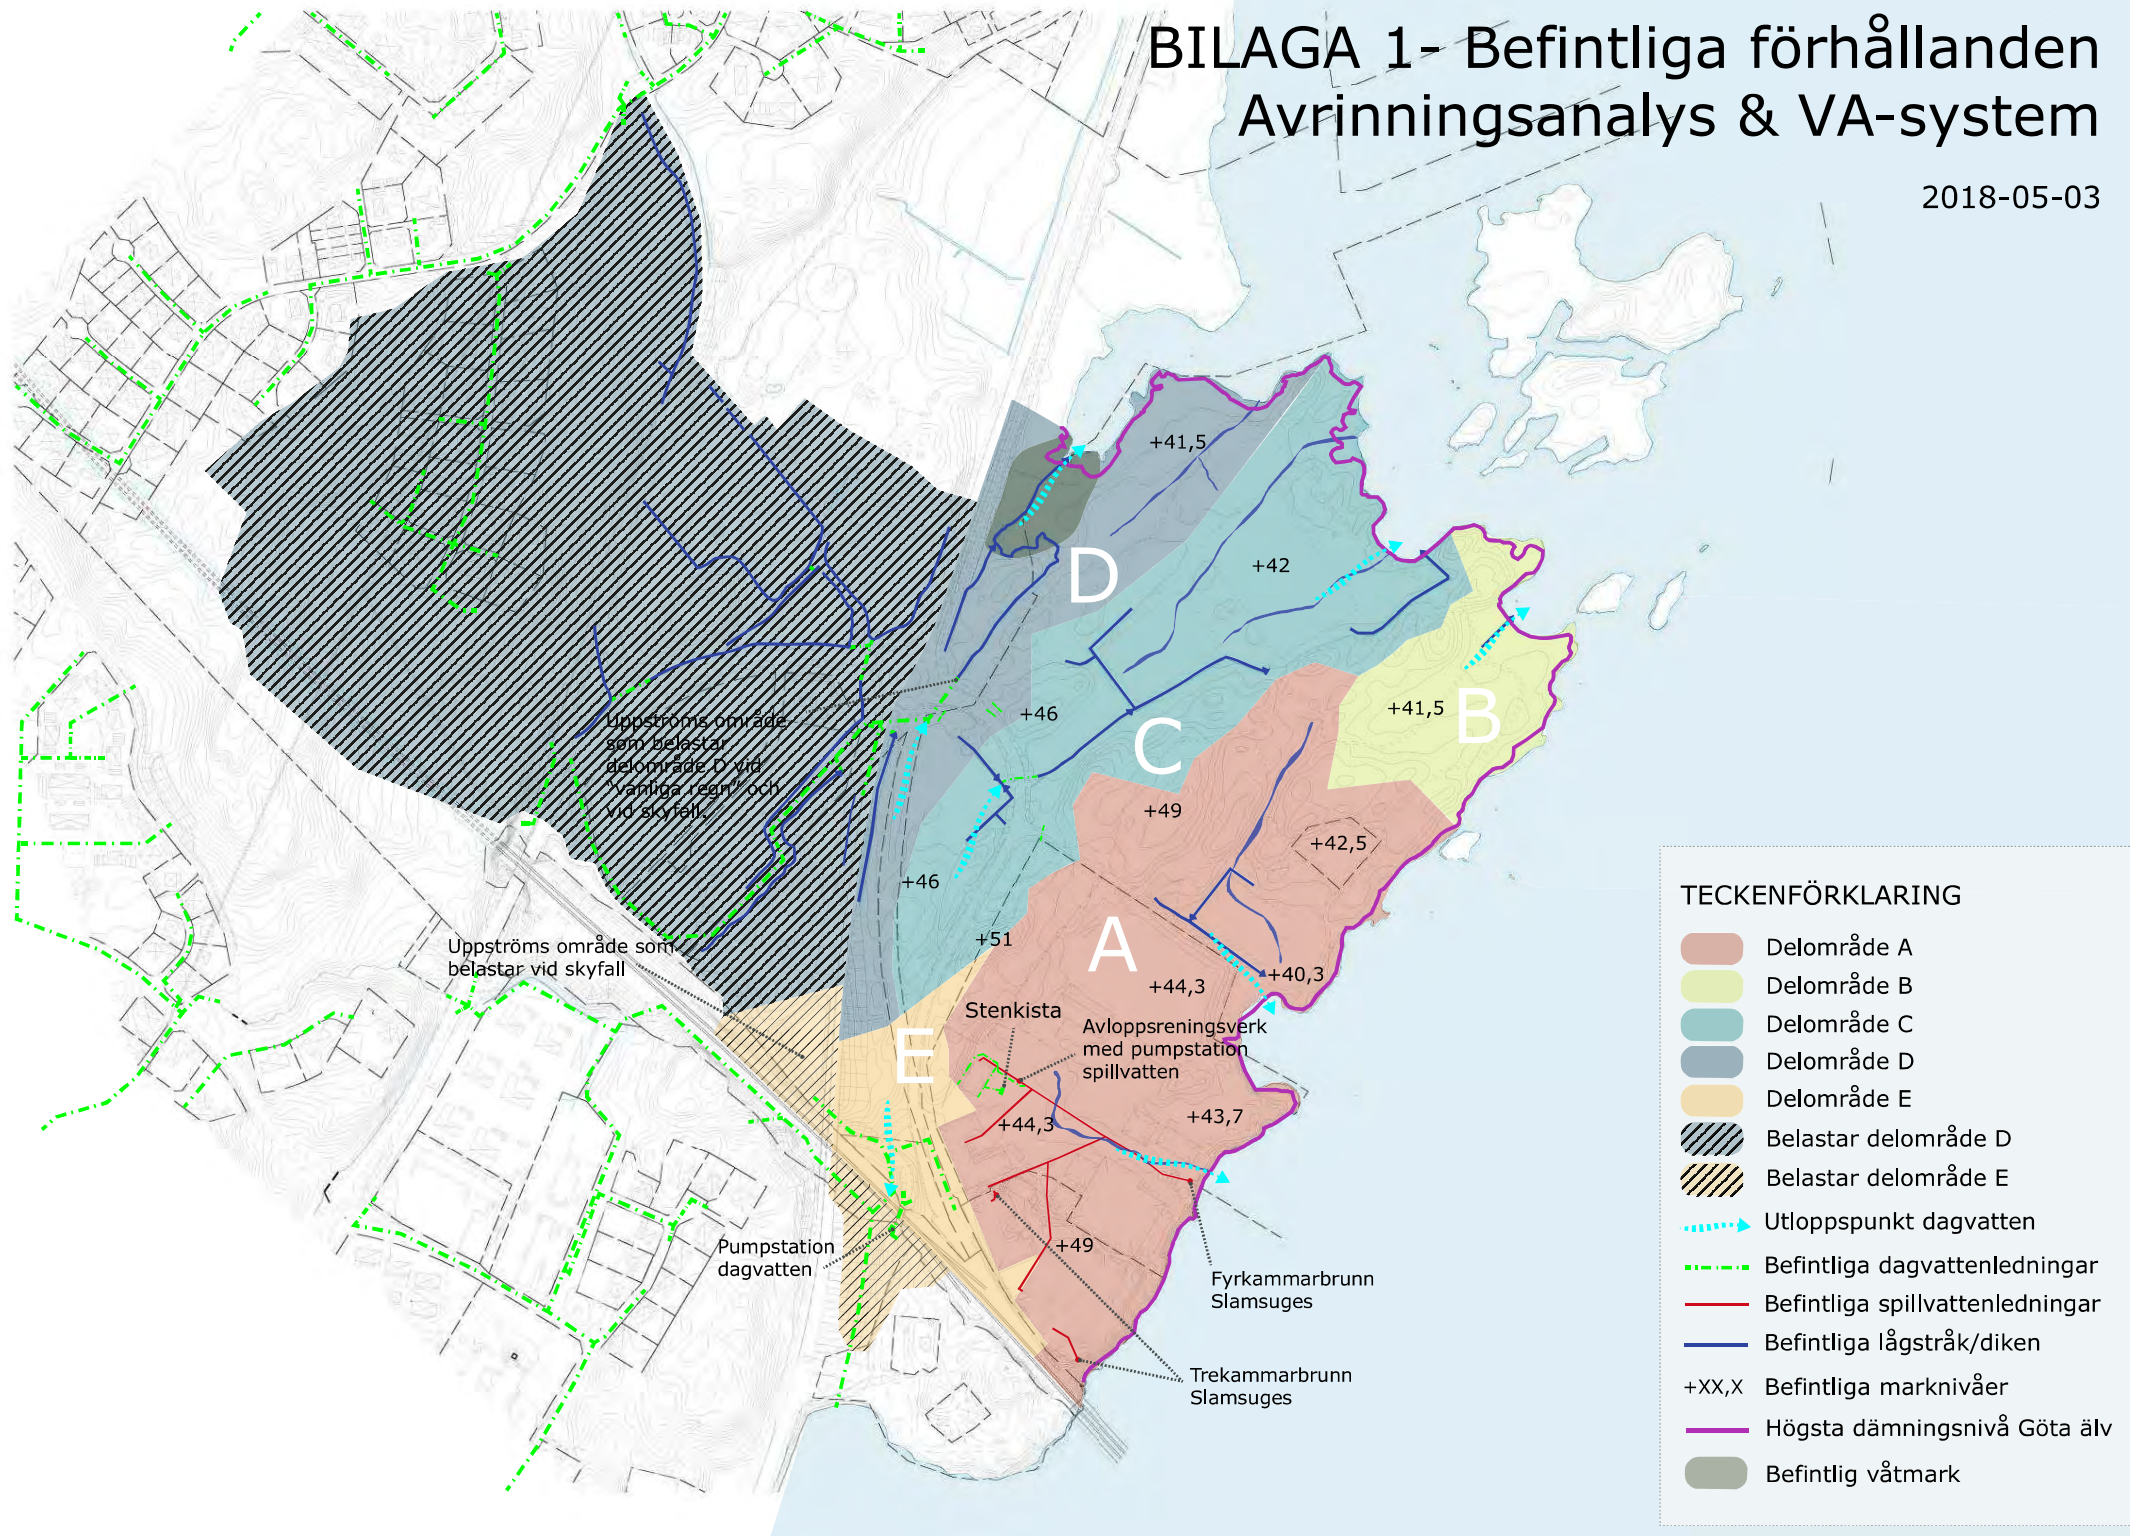 BILAGA 1- Befintliga förhållanden
Avrinningsanalys & VA-system
2018-05-03
+41,5
D
+42
+46
C
+41,5
B
+49
+42,5
+46
+51
A
+40,3
+44,3
E
+44,3
+43,7
+49
Uppströms område
som belastar
delområde D vid
"vanliga regn" och
vid skyfall.
Uppströms område som
belastar vid skyfall
Stenkista
Avloppsreningsverk
med pumpstation
spillvatten
Pumpstation
dagvatten
Fyrkammarbrunn
Slamsuges
Trekammarbrunn
Slamsuges
TECKENFÖRKLARING
Delområde A
Delområde B
Delområde C
Delområde D
Delområde E
Belastar delområde D
Belastar delområde E
Utloppspunkt dagvatten
Befintliga dagvattenledningar
Befintliga spillvattenledningar
Befintliga lågstråk/diken
+XX,X Befintliga marknivåer
Högsta dämningsnivå Göta älv
Befintlig våtmark